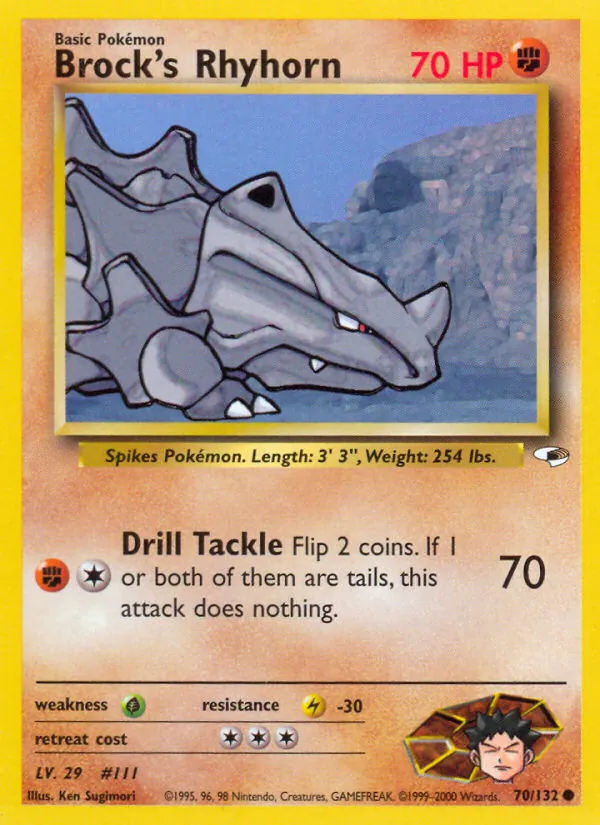 Basic Pokémon
Brock's Rhyhorn 70 HP
Spikes Pokémon. Length: 3' 3", Weight: 254 lbs.
Drill Tackle Flip 2 coins. If 1
or both of them are tails, this
attack does nothing.
70
weakness resistance -30
retreat cost
LV. 29 #111
Illus. Ken Sugimori ©1995, 96, 98 Nintendo, Creatures, GAMEFREAK. ©1999-2000 Wizards. 70/132